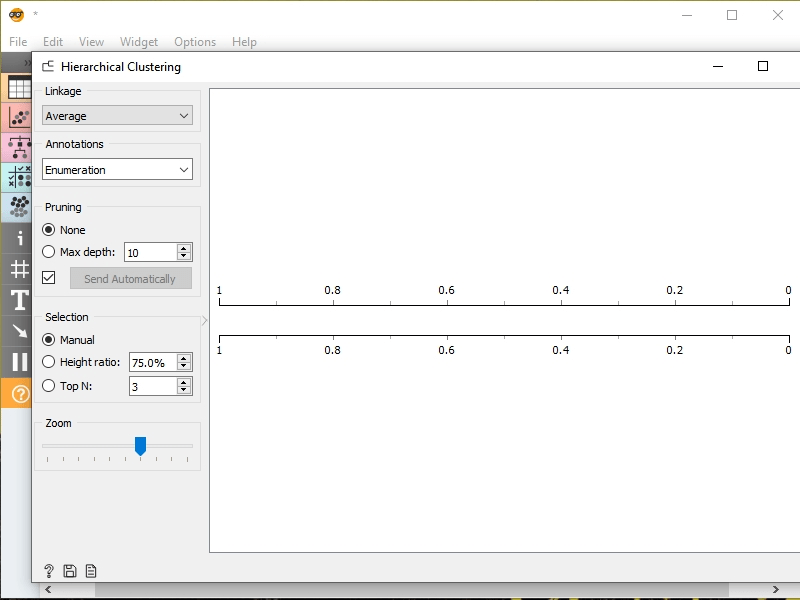 *
File Edit View Widget Options Help
Hierarchical Clustering
Linkage
Average
Annotations
Enumeration
Pruning
None
Max depth: 10
Send Automatically
Selection
Manual
Height ratio: 75.0%
Top N: 3
Zoom
1 0.8 0.6 0.4 0.2 0
1 0.8 0.6 0.4 0.2 0